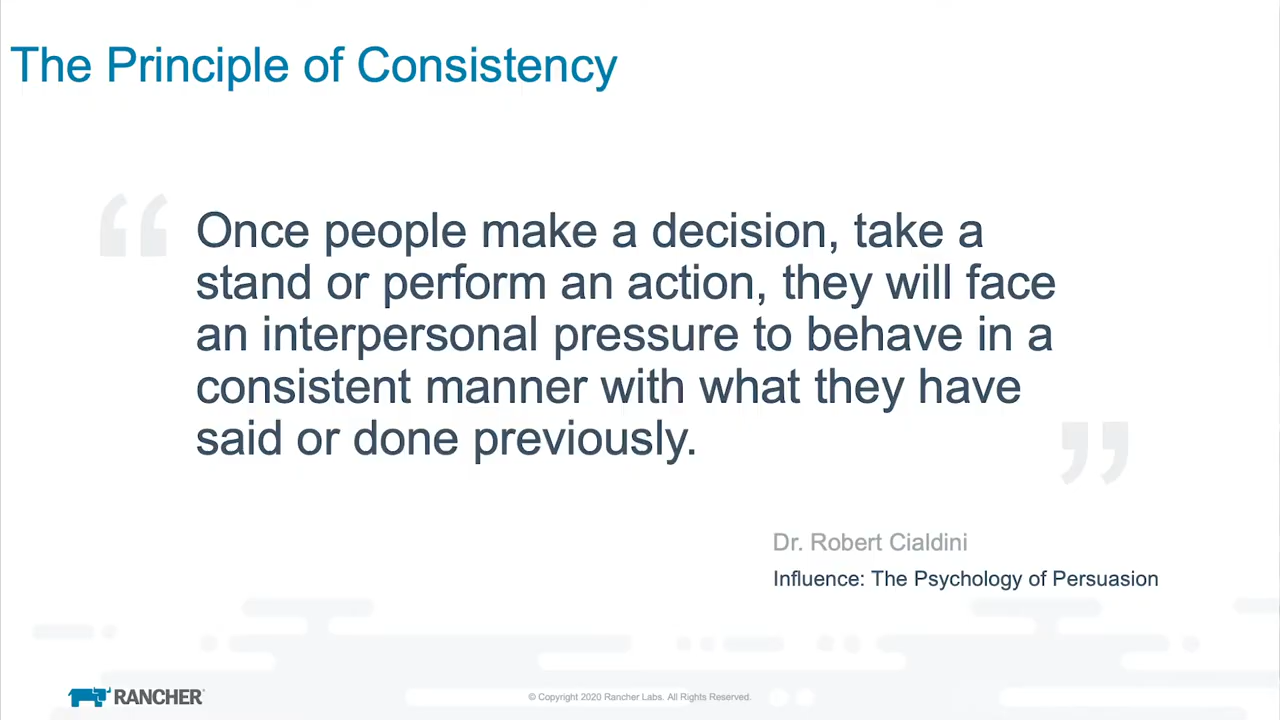 The Principle of Consistency
“
Once people make a decision, take a
stand or perform an action, they will face
an interpersonal pressure to behave in a
consistent manner with what they have
said or done previously.
”
Dr. Robert Cialdini
Influence: The Psychology of Persuasion
RANCHER®
© Copyright 2020 Rancher Labs. All Rights Reserved.